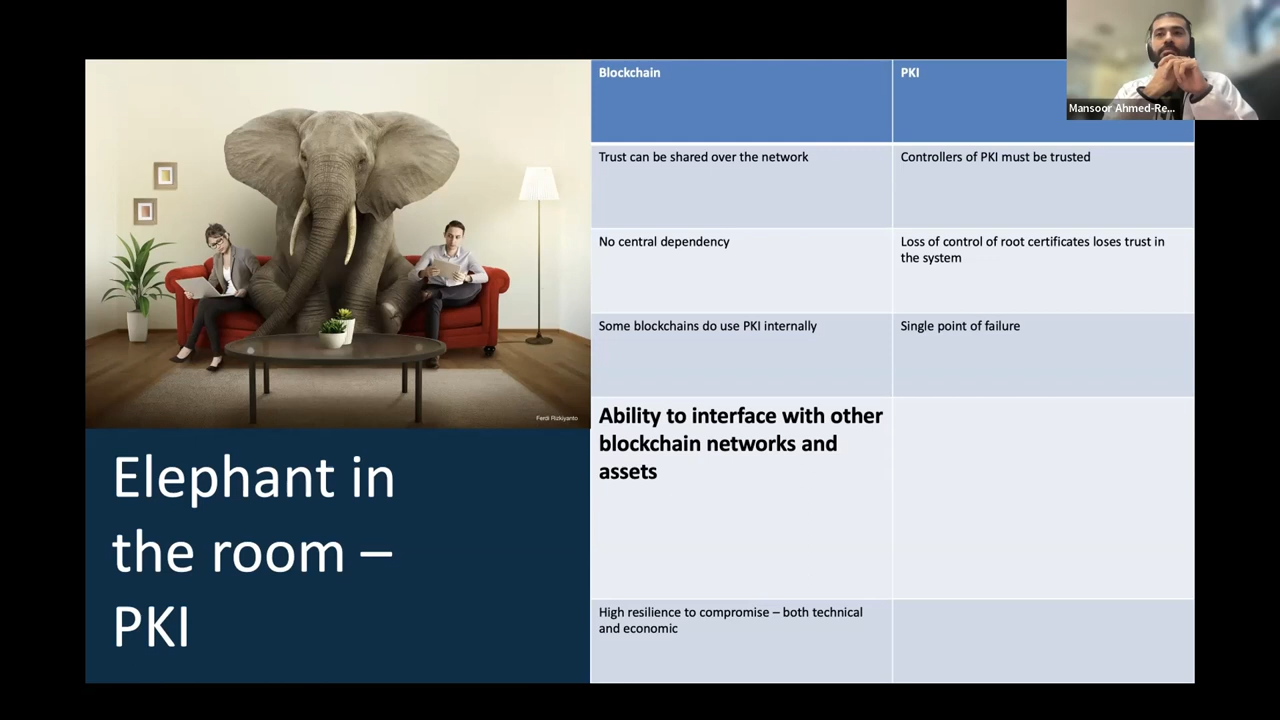 Blockchain
PKI
Mansoor Ahmed-Re...
Trust can be shared over the network
Controllers of PKI must be trusted
No central dependency
Loss of control of root certificates loses trust in
the system
Some blockchains do use PKI internally
Single point of failure
Ability to interface with other
blockchain networks and
assets
High resilience to compromise – both technical
and economic
Ferdi Rizkiyanto
Elephant in
the room –
PKI